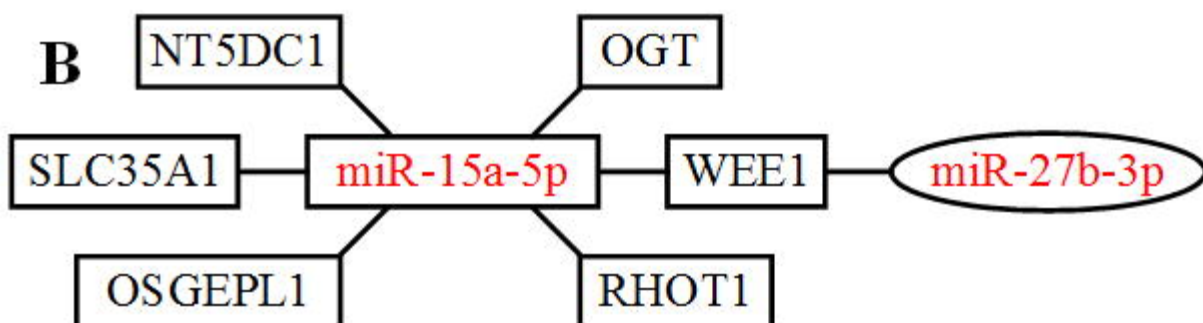 B
NT5DC1
OGT
SLC35A1
miR-15a-5p
WEE1
miR-27b-3p
OSGEPL1
RHOT1